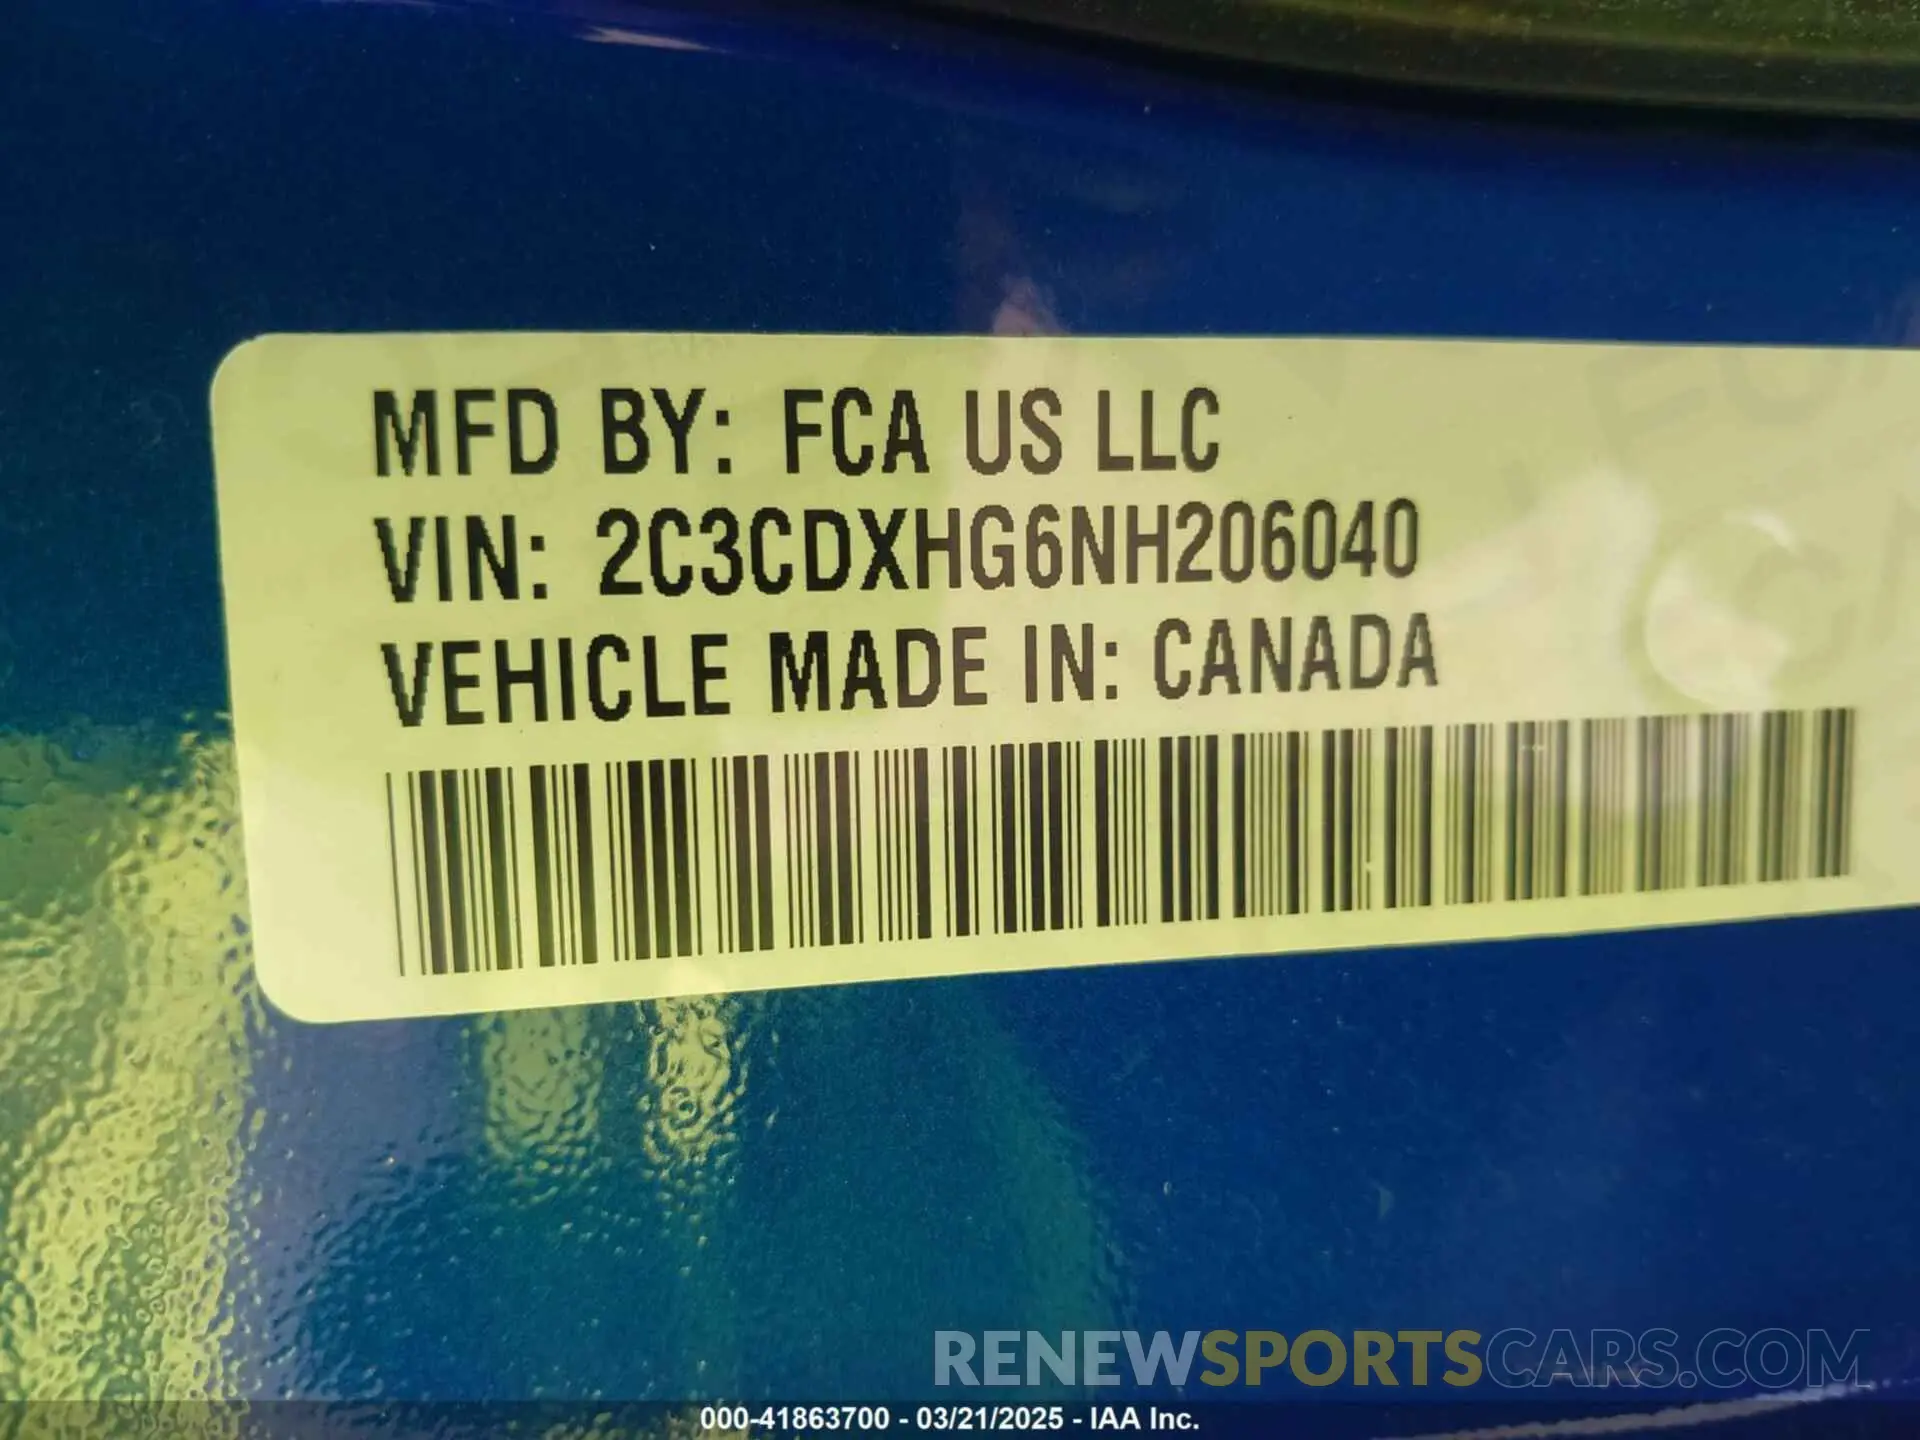 MFD BY: FCA US LLC
VIN: 2C3CDXHG6NH206040
VEHICLE MADE IN: CANADA
RENEWSPORTSCARS.COM
000-41863700 - 03/21/2025 - IAA Inc.